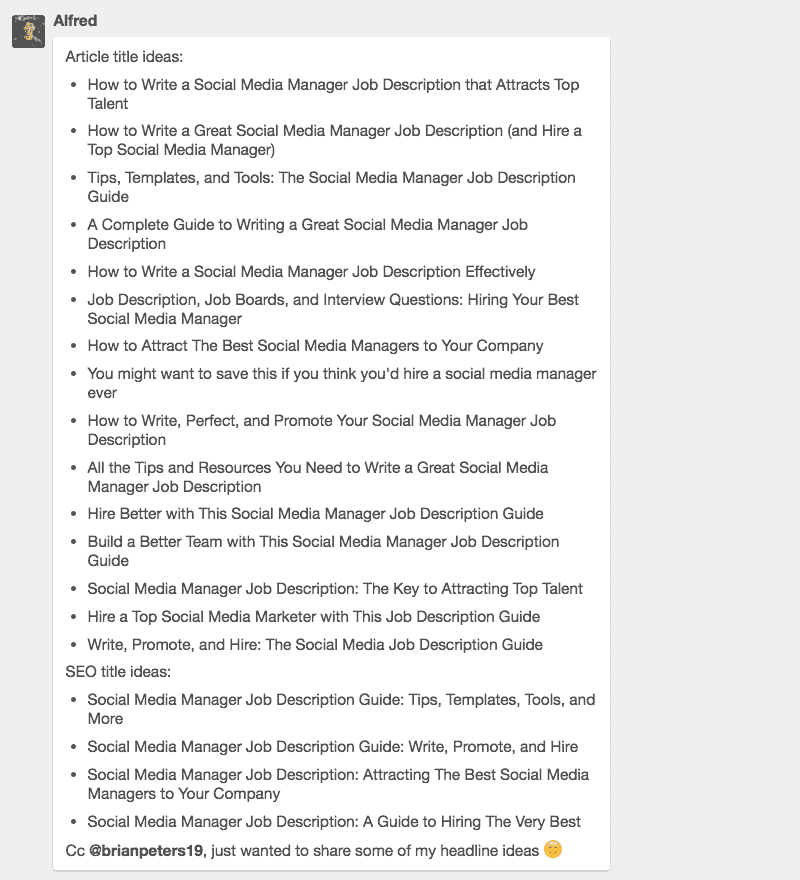 Alfred
Article title ideas:
• How to Write a Social Media Manager Job Description that Attracts Top
Talent
• How to Write a Great Social Media Manager Job Description (and Hire a
Top Social Media Manager)
• Tips, Templates, and Tools: The Social Media Manager Job Description
Guide
• A Complete Guide to Writing a Great Social Media Manager Job
Description
• How to Write a Social Media Manager Job Description Effectively
• Job Description, Job Boards, and Interview Questions: Hiring Your Best
Social Media Manager
• How to Attract The Best Social Media Managers to Your Company
• You might want to save this if you think you'd hire a social media manager
ever
• How to Write, Perfect, and Promote Your Social Media Manager Job
Description
• All the Tips and Resources You Need to Write a Great Social Media
Manager Job Description
• Hire Better with This Social Media Manager Job Description Guide
• Build a Better Team with This Social Media Manager Job Description
Guide
• Social Media Manager Job Description: The Key to Attracting Top Talent
• Hire a Top Social Media Marketer with This Job Description Guide
• Write, Promote, and Hire: The Social Media Job Description Guide
SEO title ideas:
• Social Media Manager Job Description Guide: Tips, Templates, Tools, and
More
• Social Media Manager Job Description Guide: Write, Promote, and Hire
• Social Media Manager Job Description: Attracting The Best Social Media
Managers to Your Company
• Social Media Manager Job Description: A Guide to Hiring The Very Best
Cc @brianpeters19, just wanted to share some of my headline ideas